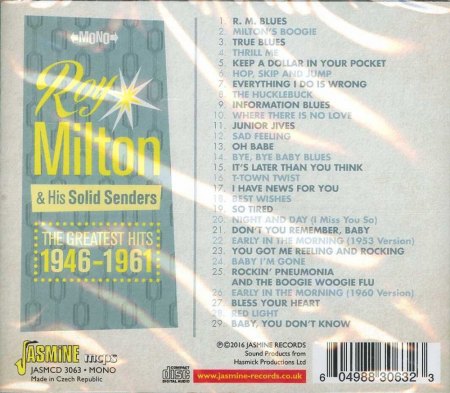 MONO
Roy
Milton
& His Solid Senders
THE GREATEST HITS
1946-1961
1 R. M. BLUES
2 MILTON'S BOOGIE
3 TRUE BLUES
4 THRILL ME
5 KEEP A DOLLAR IN YOUR POCKET
6 HOP, SKIP AND JUMP
7 EVERYTHING I DO IS WRONG
8 THE HUCKLEBUCK
9 INFORMATION BLUES
10 WHERE THERE IS NO LOVE
11 JUNIOR JIVES
12 SAD FEELING
13 OH BABE
14 BYE, BYE BABY BLUES
15 IT'S LATER THAN YOU THINK
16 T-TOWN TWIST
17 I HAVE NEWS FOR YOU
18 BEST WISHES
19 SO TIRED
20 NIGHT AND DAY (I Miss You So)
21 DON'T YOU REMEMBER, BABY
22 EARLY IN THE MORNING (1953 Version)
23 YOU GOT ME REELING AND ROCKING
24 BABY I'M GONE
25 ROCKIN' PNEUMONIA
AND THE BOOGIE WOOGIE FLU
26 EARLY IN THE MORNING (1960 Version)
27 BLESS YOUR HEART
28 RED LIGHT
29 BABY, YOU DON'T KNOW
JASMINE mcps
JASMCD 3063 • MONO
Made in Czech Republic
COMPACT
disc
DIGITAL AUDIO
©2016 JASMINE RECORDS
Sound Products from
Hasmick Productions Ltd
www.jasmine-records.co.uk
6 04988 30632 3